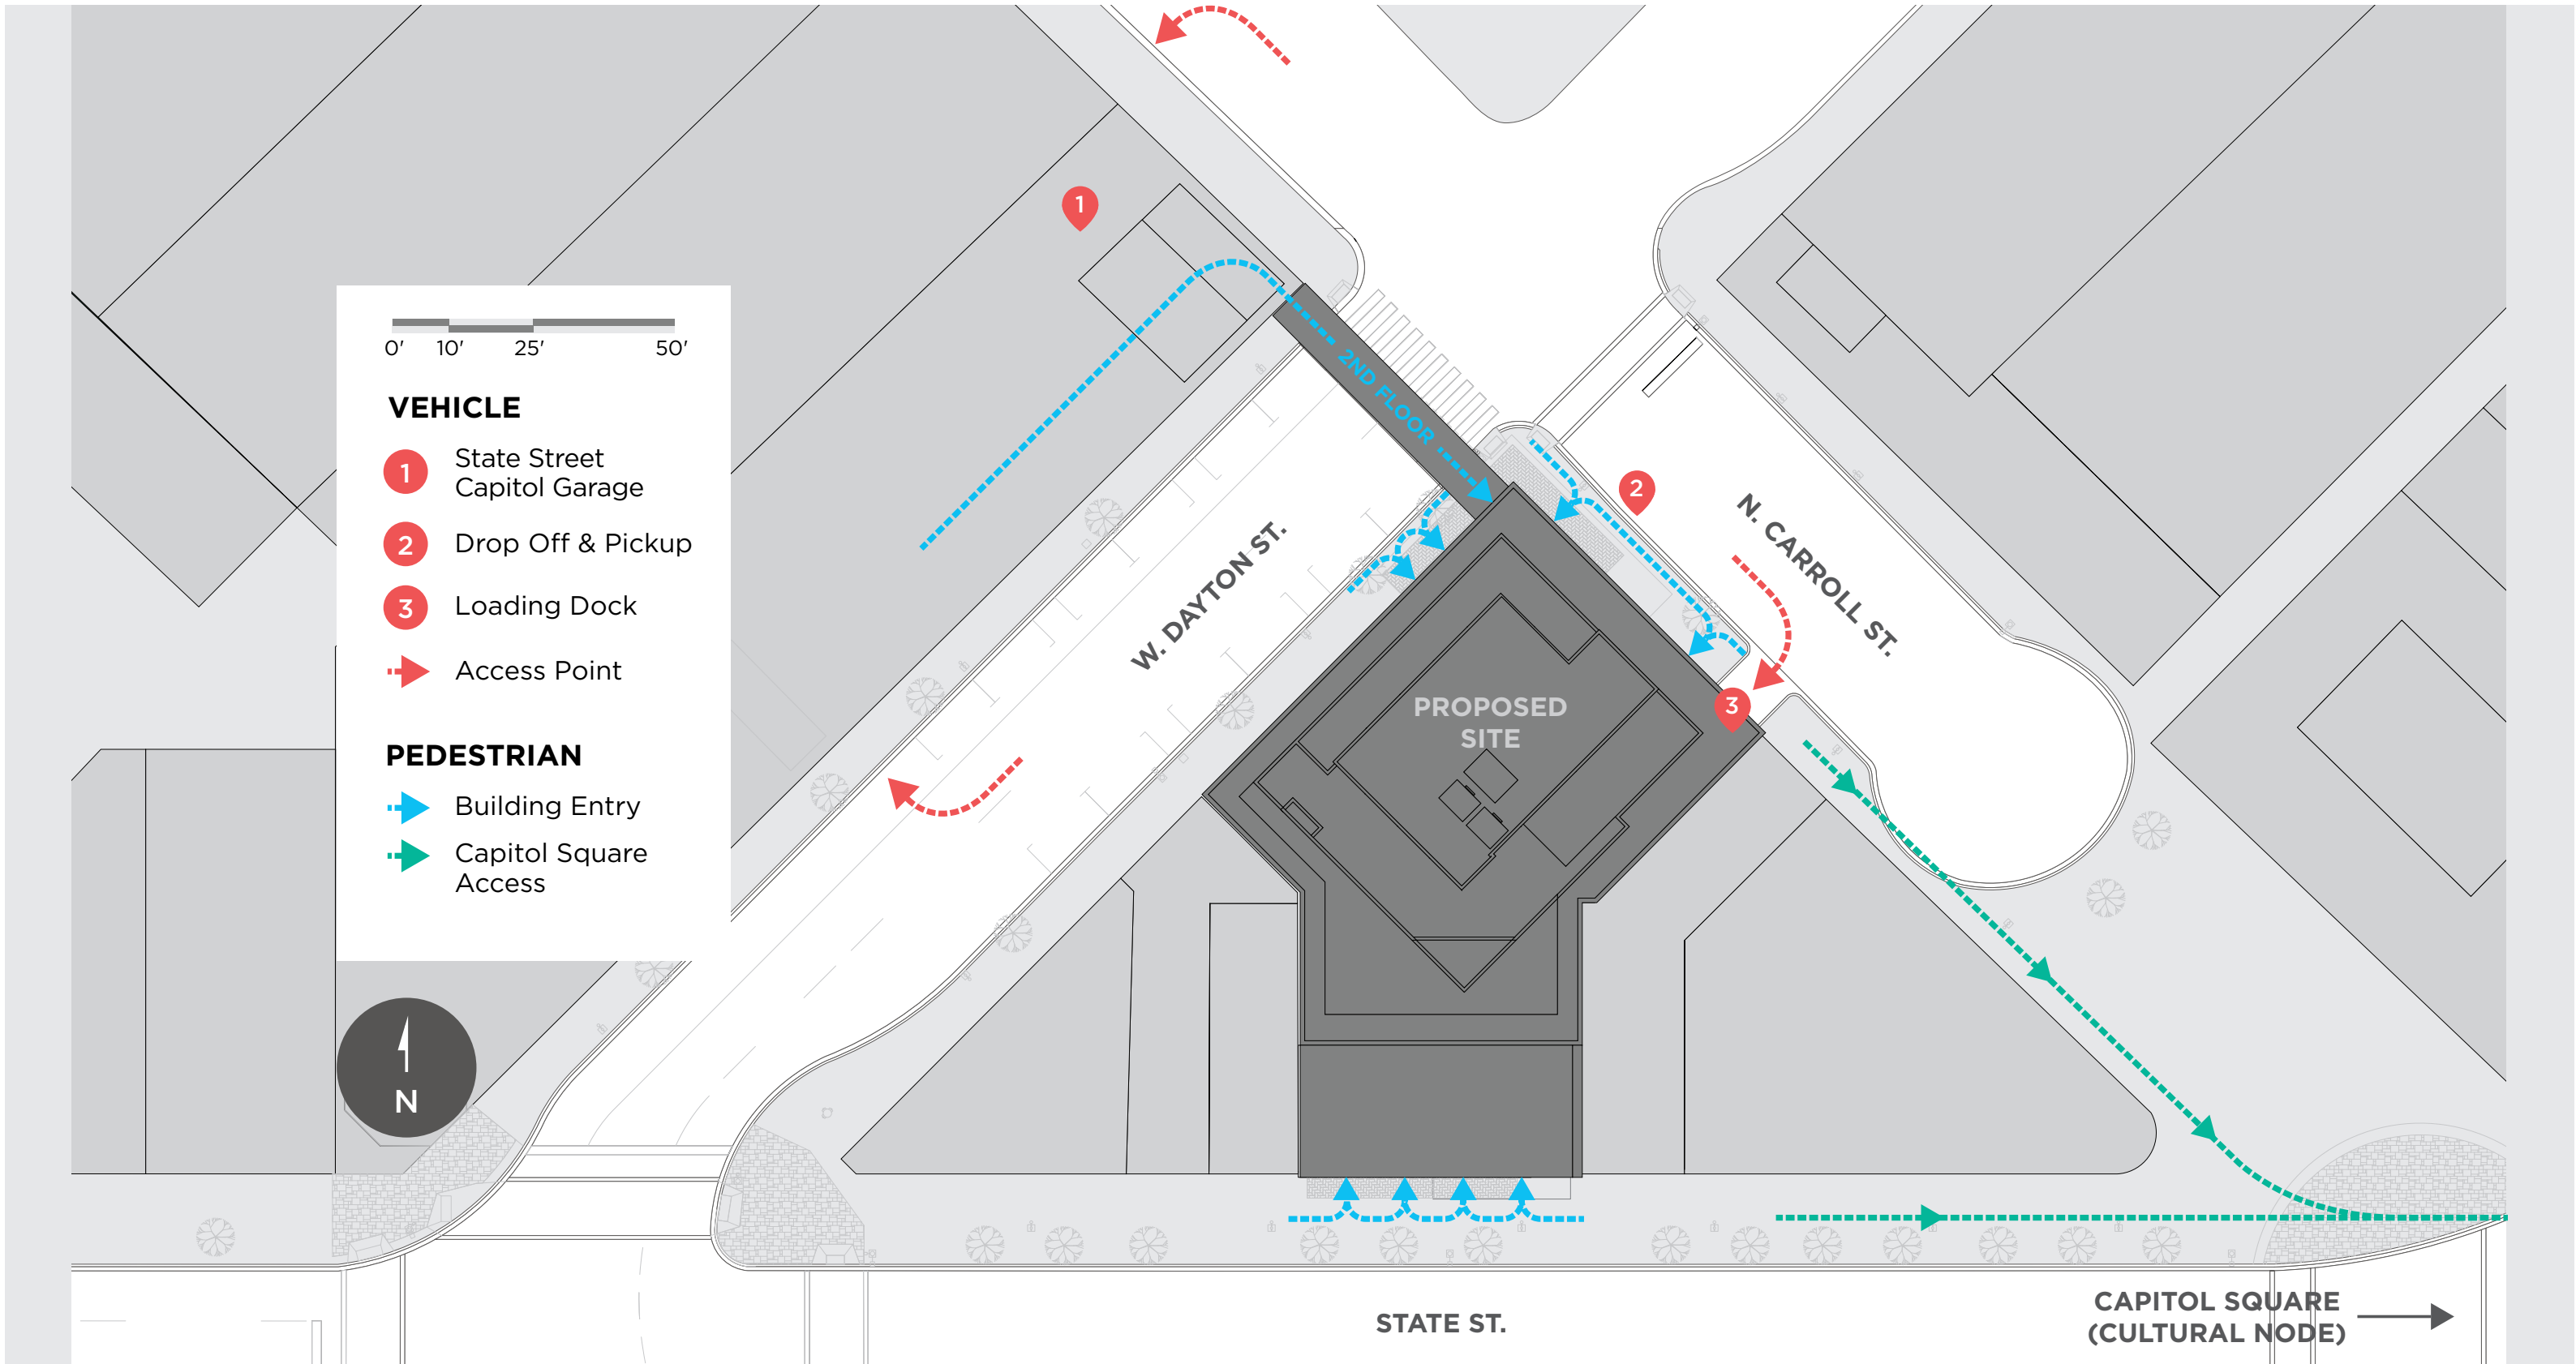 1
0' 10' 25' 50'
VEHICLE
1 State Street
Capitol Garage
2 Drop Off & Pickup
3 Loading Dock
Access Point
PEDESTRIAN
Building Entry
Capitol Square
Access
N
2ND FLOOR
W. DAYTON ST.
2
N. CARROLL ST.
3
PROPOSED
SITE
STATE ST.
CAPITOL SQUARE
(CULTURAL NODE)